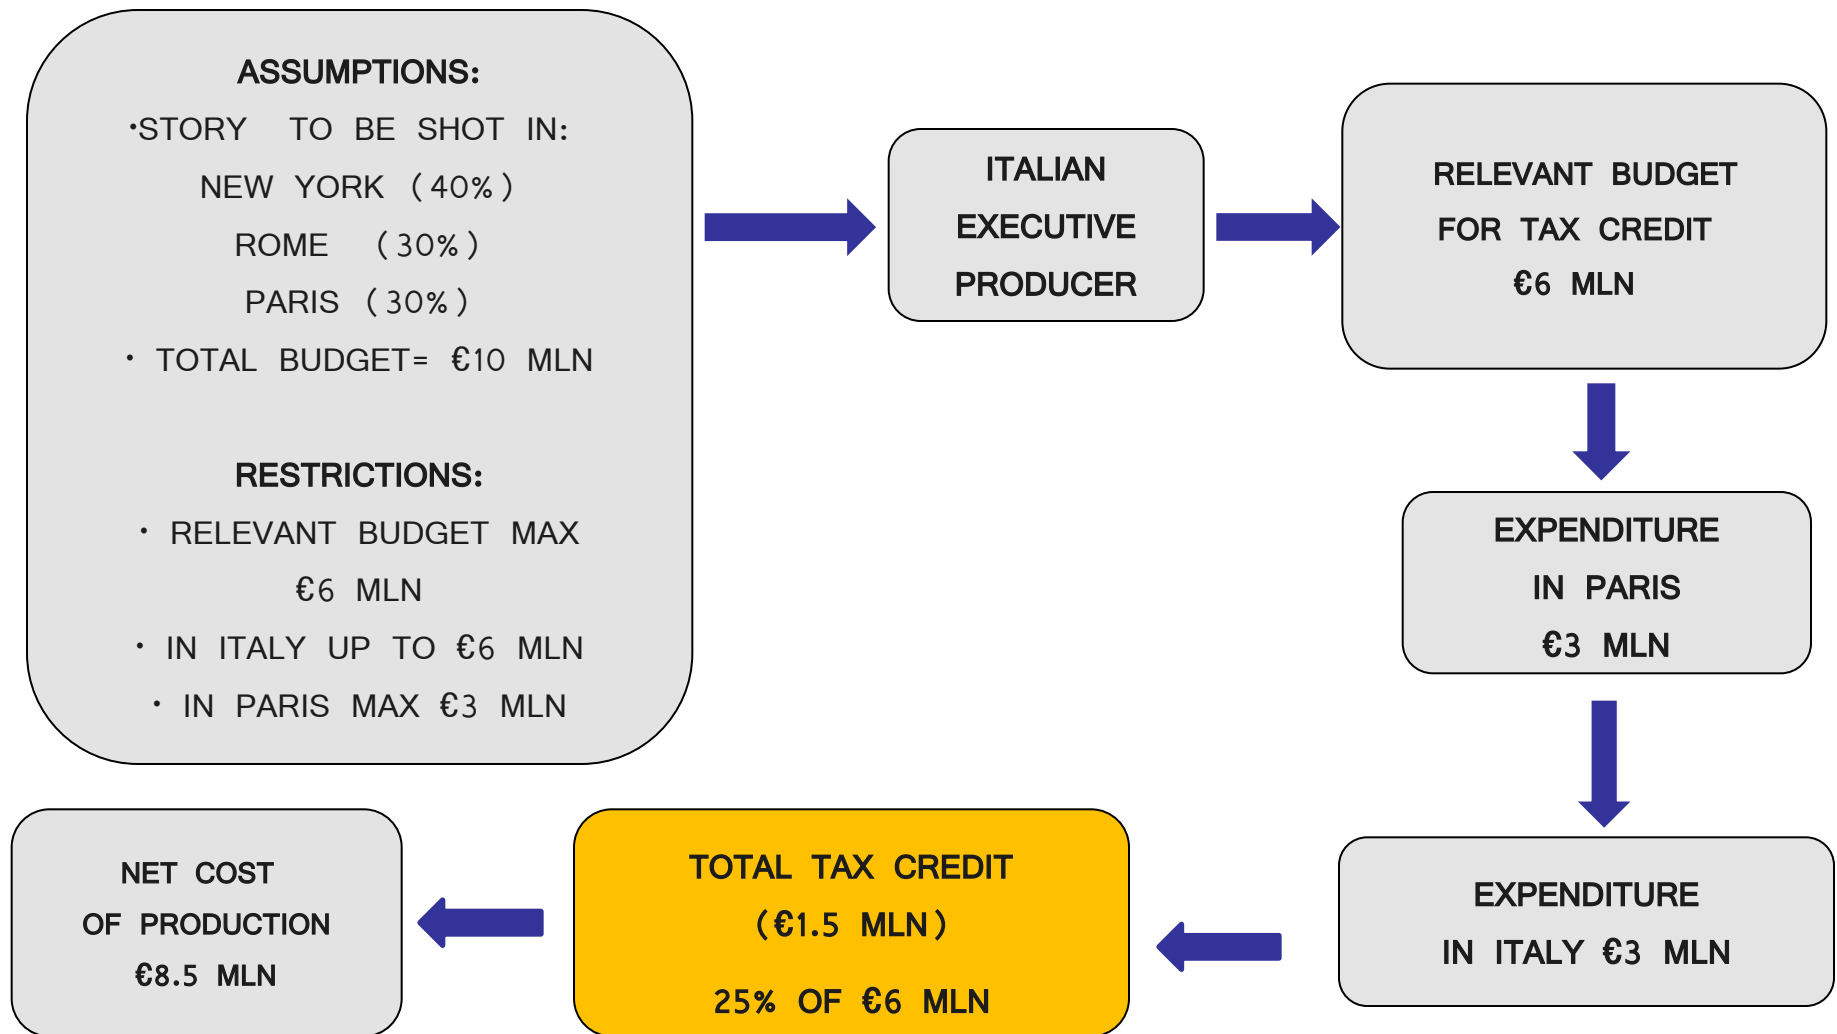 ASSUMPTIONS:
•STORY TO BE SHOT IN:
NEW YORK (40%)
ROME (30%)
PARIS (30%)
• TOTAL BUDGET= €10 MLN
RESTRICTIONS:
• RELEVANT BUDGET MAX
€6 MLN
• IN ITALY UP TO €6 MLN
• IN PARIS MAX €3 MLN
ITALIAN
EXECUTIVE
PRODUCER
RELEVANT BUDGET
FOR TAX CREDIT
€6 MLN
EXPENDITURE
IN PARIS
€3 MLN
EXPENDITURE
IN ITALY €3 MLN
TOTAL TAX CREDIT
(€1.5 MLN)
25% OF €6 MLN
NET COST
OF PRODUCTION
€8.5 MLN